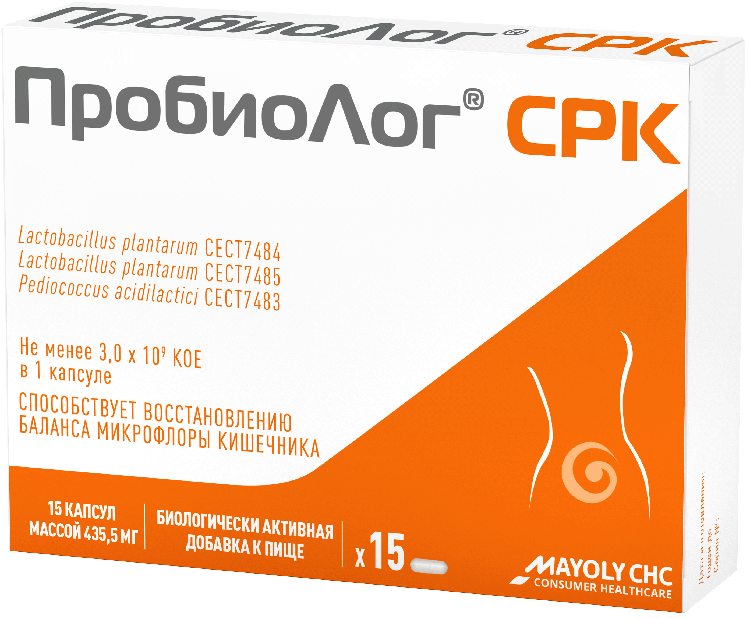 ПробиоЛог® СРК
ПробиоЛог® СРК
Lactobacillus plantarum CECT7484
Lactobacillus plantarum CECT7485
Pediococcus acidilactici CECT7483
Не менее 3,0 x 10⁹ КОЕ
в 1 капсуле
СПОСОБСТВУЕТ ВОССТАНОВЛЕНИЮ
БАЛАНСА МИКРОФЛОРЫ КИШЕЧНИКА
15 КАПСУЛ
МАССОЙ 435,5 МГ
БИОЛОГИЧЕСКИ АКТИВНАЯ
ДОБАВКА К ПИЩЕ
x 15
MAYOLY CHC
CONSUMER HEALTHCARE